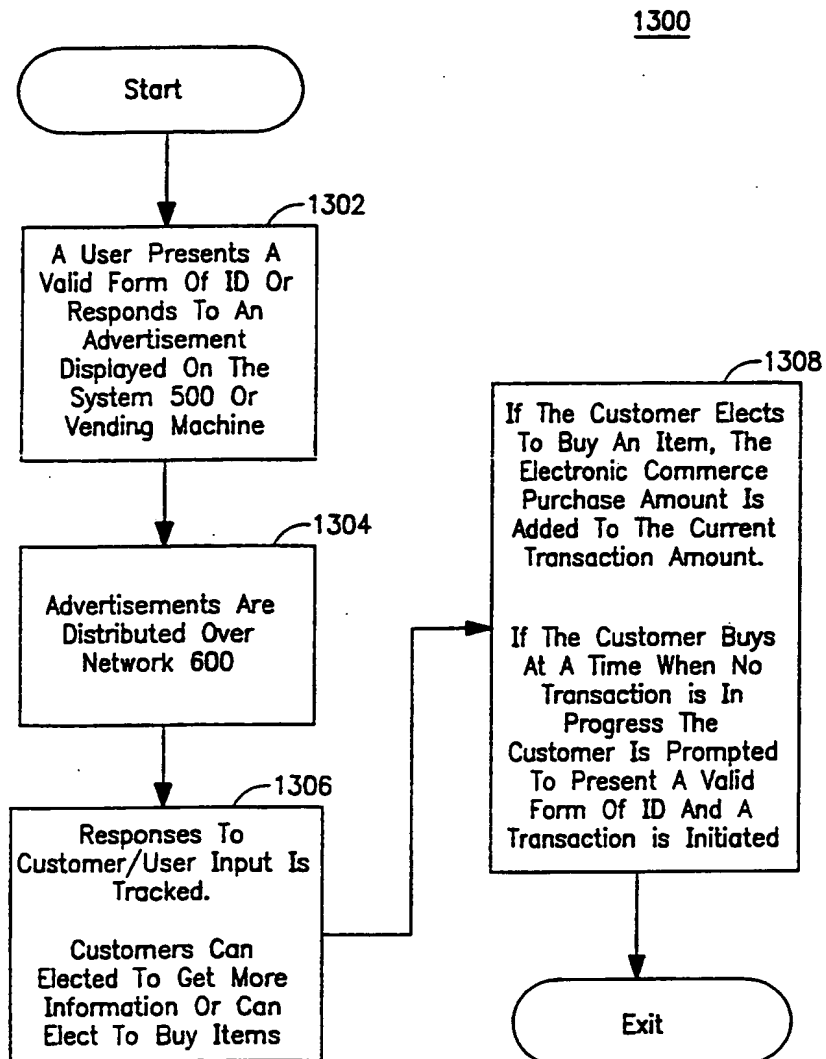 1300
Start
1302
A User Presents A
Valid Form Of ID Or
Responds To An
Advertisement
Displayed On The
System 500 Or
Vending Machine
1304
Advertisements Are
Distributed Over
Network 600
1306
Responses To
Customer/User Input Is
Tracked.
Customers Can
Elected To Get More
Information Or Can
Elect To Buy Items
1308
If The Customer Elects
To Buy An Item, The
Electronic Commerce
Purchase Amount Is
Added To The Current
Transaction Amount.
If The Customer Buys
At A Time When No
Transaction is In
Progress The
Customer Is Prompted
To Present A Valid
Form Of ID And A
Transaction is Initiated
Exit